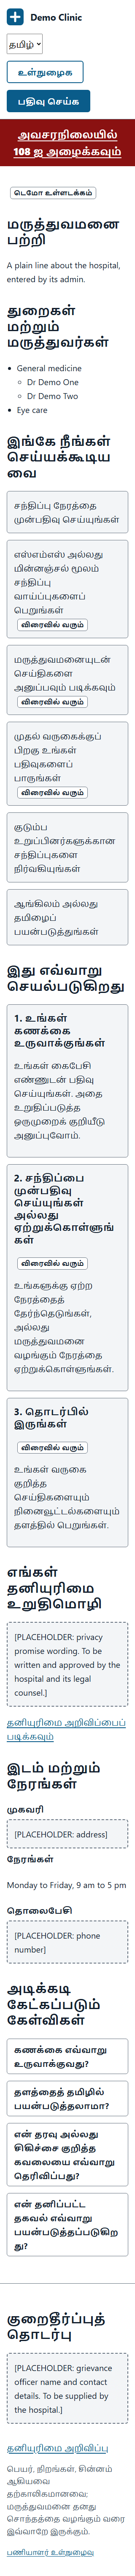 Demo Clinic
தமிழ்
உள்நுழைக
பதிவு செய்க
அவசரநிலையில்
108 ஐ அழைக்கவும்
டெமோ உள்ளடக்கம்
மருத்துவமனை
பற்றி
A plain line about the hospital,
entered by its admin.
துறைகள்
மற்றும்
மருத்துவர்கள்
General medicine
Dr Demo One
Dr Demo Two
Eye care
இங்கே நீங்கள்
செய்யக்கூடிய
வை
சந்திப்பு நேரத்தை
முன்பதிவு செய்யுங்கள்
எஸ்எம்எஸ் அல்லது
மின்னஞ்சல் மூலம்
சந்திப்பு
வாய்ப்புகளைப்
பெறுங்கள்
விரைவில் வரும்
மருத்துவமனையுடன்
செய்திகளை
அனுப்பவும் படிக்கவும்
விரைவில் வரும்
முதல் வருகைக்குப்
பிறகு உங்கள்
பதிவுகளைப்
பாருங்கள்
விரைவில் வரும்
குடும்ப
உறுப்பினர்களுக்கான
சந்திப்புகளை
நிர்வகியுங்கள்
ஆங்கிலம் அல்லது
தமிழைப்
பயன்படுத்துங்கள்
இது எவ்வாறு
செயல்படுகிறது
1. உங்கள்
கணக்கை
உருவாக்குங்கள்
உங்கள் கைபேசி
எண்ணுடன் பதிவு
செய்யுங்கள். அதை
உறுதிப்படுத்த
ஒருமுறைக் குறியீடு
அனுப்புவோம்.
2. சந்திப்பை
முன்பதிவு
செய்யுங்கள்
அல்லது
ஏற்றுக்கொள்ளுங்
கள்
விரைவில் வரும்
உங்களுக்கு ஏற்ற
நேரத்தைத்
தேர்ந்தெடுங்கள்,
அல்லது
மருத்துவமனை
வழங்கும் நேரத்தை
ஏற்றுக்கொள்ளுங்கள்.
3. தொடர்பில்
இருங்கள்
விரைவில் வரும்
உங்கள் வருகை
குறித்த
செய்திகளையும்
நினைவூட்டல்களையும்
தளத்தில் பெறுங்கள்.
எங்கள்
தனியுரிமை
உறுதிமொழி
[PLACEHOLDER: privacy
promise wording. To be
written and approved by the
hospital and its legal
counsel.]
தனியுரிமை அறிவிப்பைப்
படிக்கவும்
இடம் மற்றும்
நேரங்கள்
முகவரி
[PLACEHOLDER: address]
நேரங்கள்
Monday to Friday, 9 am to 5 pm
தொலைபேசி
[PLACEHOLDER: phone
number]
அடிக்கடி
கேட்கப்படும்
கேள்விகள்
கணக்கை எவ்வாறு
உருவாக்குவது?
தளத்தைத் தமிழில்
பயன்படுத்தலாமா?
என் தரவு அல்லது
சிகிச்சை குறித்த
கவலையை எவ்வாறு
தெரிவிப்பது?
என் தனிப்பட்ட
தகவல் எவ்வாறு
பயன்படுத்தப்படுகிற
து?
குறைதீர்ப்புத்
தொடர்பு
[PLACEHOLDER: grievance
officer name and contact
details. To be supplied by
the hospital.]
தனியுரிமை அறிவிப்பு
பெயர், நிறங்கள், சின்னம்
ஆகியவை
தற்காலிகமானவை;
மருத்துவமனை தனது
சொந்தத்தை வழங்கும் வரை
இவ்வாறே இருக்கும்.
பணியாளர் உள்நுழைவு